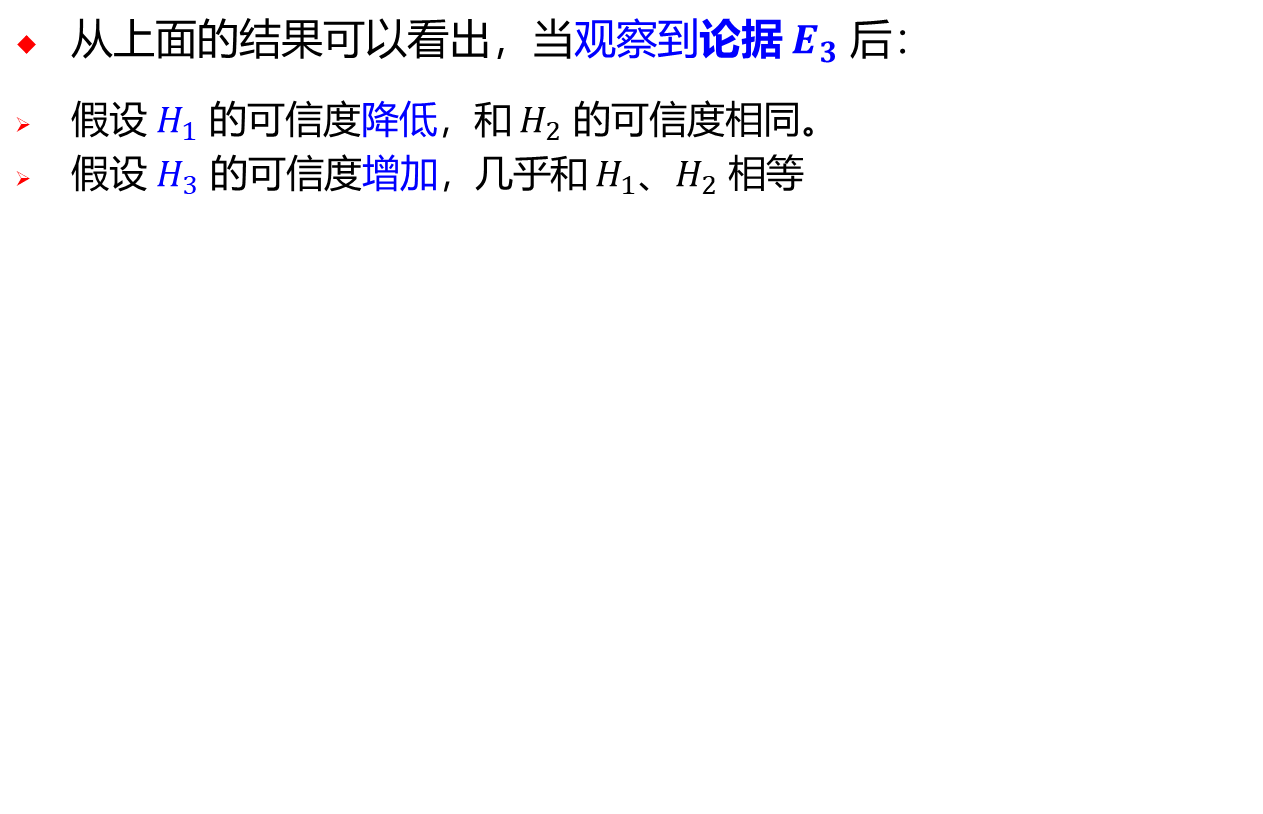 ◆ 从上面的结果可以看出，当观察到论据 E₃ 后：
➢ 假设 H₁ 的可信度降低，和 H₂ 的可信度相同。
➢ 假设 H₃ 的可信度增加，几乎和 H₁、H₂ 相等